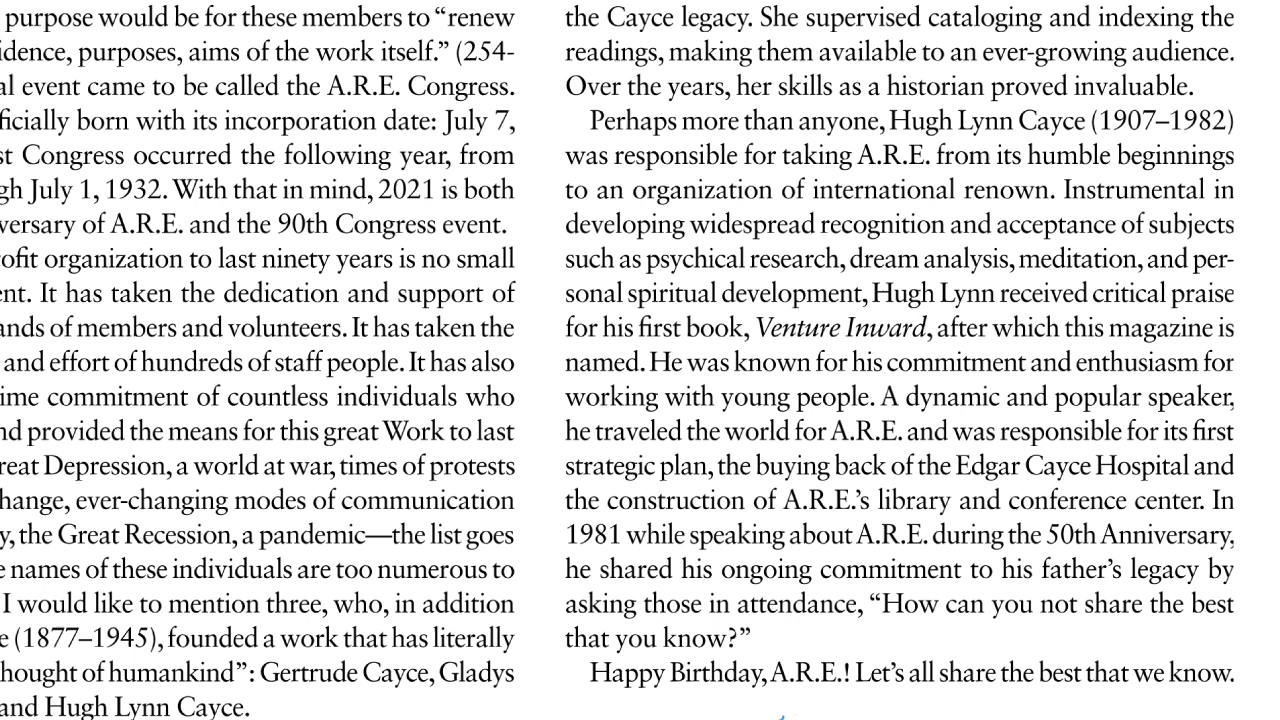 purpose would be for these members to “renew
idence, purposes, aims of the work itself.” (254-
al event came to be called the A.R.E. Congress.
ficially born with its incorporation date: July 7,
st Congress occurred the following year, from
gh July 1, 1932. With that in mind, 2021 is both
versary of A.R.E. and the 90th Congress event.
rofit organization to last ninety years is no small
ent. It has taken the dedication and support of
ands of members and volunteers. It has taken the
and effort of hundreds of staff people. It has also
ime commitment of countless individuals who
nd provided the means for this great Work to last
reat Depression, a world at war, times of protests
hange, ever-changing modes of communication
y, the Great Recession, a pandemic—the list goes
e names of these individuals are too numerous to
I would like to mention three, who, in addition
e (1877–1945), founded a work that has literally
hought of humankind”: Gertrude Cayce, Gladys
and Hugh Lynn Cayce.
the Cayce legacy. She supervised cataloging and indexing the
readings, making them available to an ever-growing audience.
Over the years, her skills as a historian proved invaluable.
Perhaps more than anyone, Hugh Lynn Cayce (1907–1982)
was responsible for taking A.R.E. from its humble beginnings
to an organization of international renown. Instrumental in
developing widespread recognition and acceptance of subjects
such as psychical research, dream analysis, meditation, and per-
sonal spiritual development, Hugh Lynn received critical praise
for his first book, Venture Inward, after which this magazine is
named. He was known for his commitment and enthusiasm for
working with young people. A dynamic and popular speaker,
he traveled the world for A.R.E. and was responsible for its first
strategic plan, the buying back of the Edgar Cayce Hospital and
the construction of A.R.E.’s library and conference center. In
1981 while speaking about A.R.E. during the 50th Anniversary,
he shared his ongoing commitment to his father’s legacy by
asking those in attendance, “How can you not share the best
that you know?”
Happy Birthday, A.R.E.! Let’s all share the best that we know.